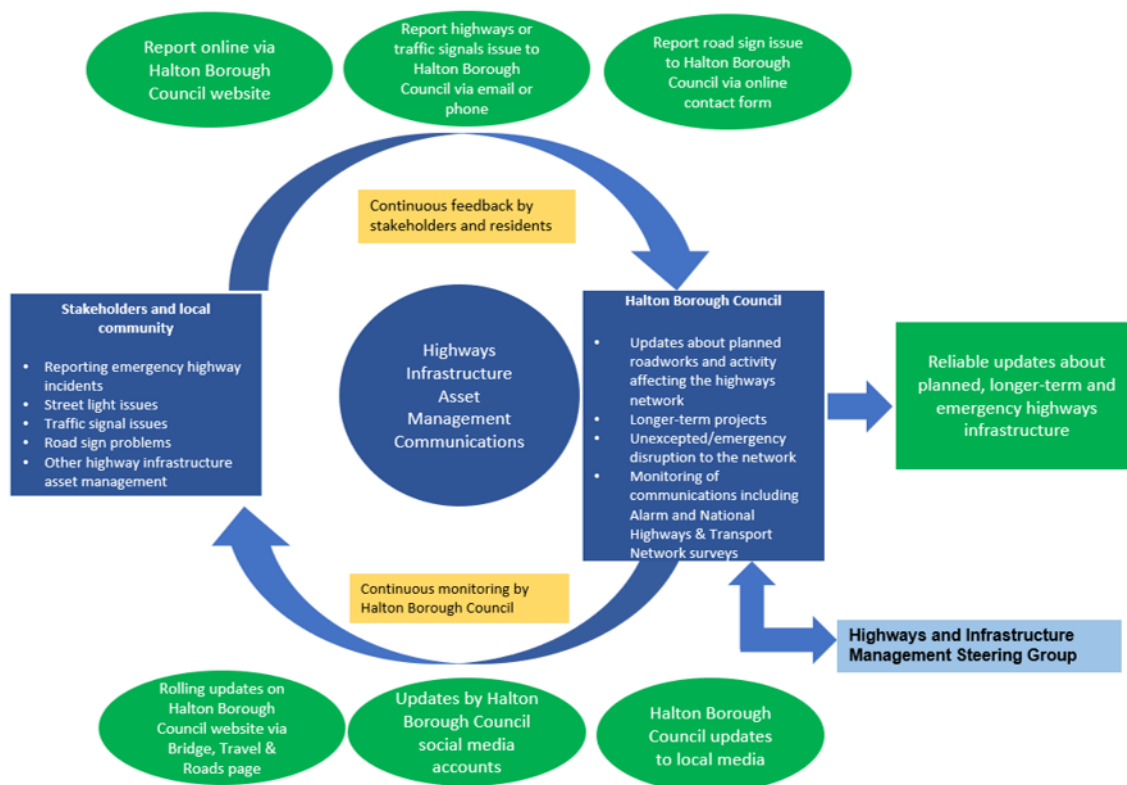 Report online via
Halton Borough
Council website
Report highways or
traffic signals issue to
Halton Borough
Council via email or
phone
Report road sign issue
to Halton Borough
Council via online
contact form
Continuous feedback by
stakeholders and residents
Stakeholders and local
community
• Reporting emergency highway
incidents
• Street light issues
• Traffic signal issues
• Road sign problems
• Other highway infrastructure
asset management
Highways
Infrastructure
Asset
Management
Communications
Halton Borough Council
• Updates about planned
roadworks and activity
affecting the highways
network
• Longer-term projects
• Unexcepted/emergency
disruption to the network
• Monitoring of
communications including
Alarm and National
Highways & Transport
Network surveys
Reliable updates about
planned, longer-term and
emergency highways
infrastructure
Continuous monitoring by
Halton Borough Council
Highways and Infrastructure
Management Steering Group
Rolling updates on
Halton Borough
Council website via
Bridge, Travel &
Roads page
Updates by Halton
Borough Council
social media
accounts
Halton Borough
Council updates
to local media